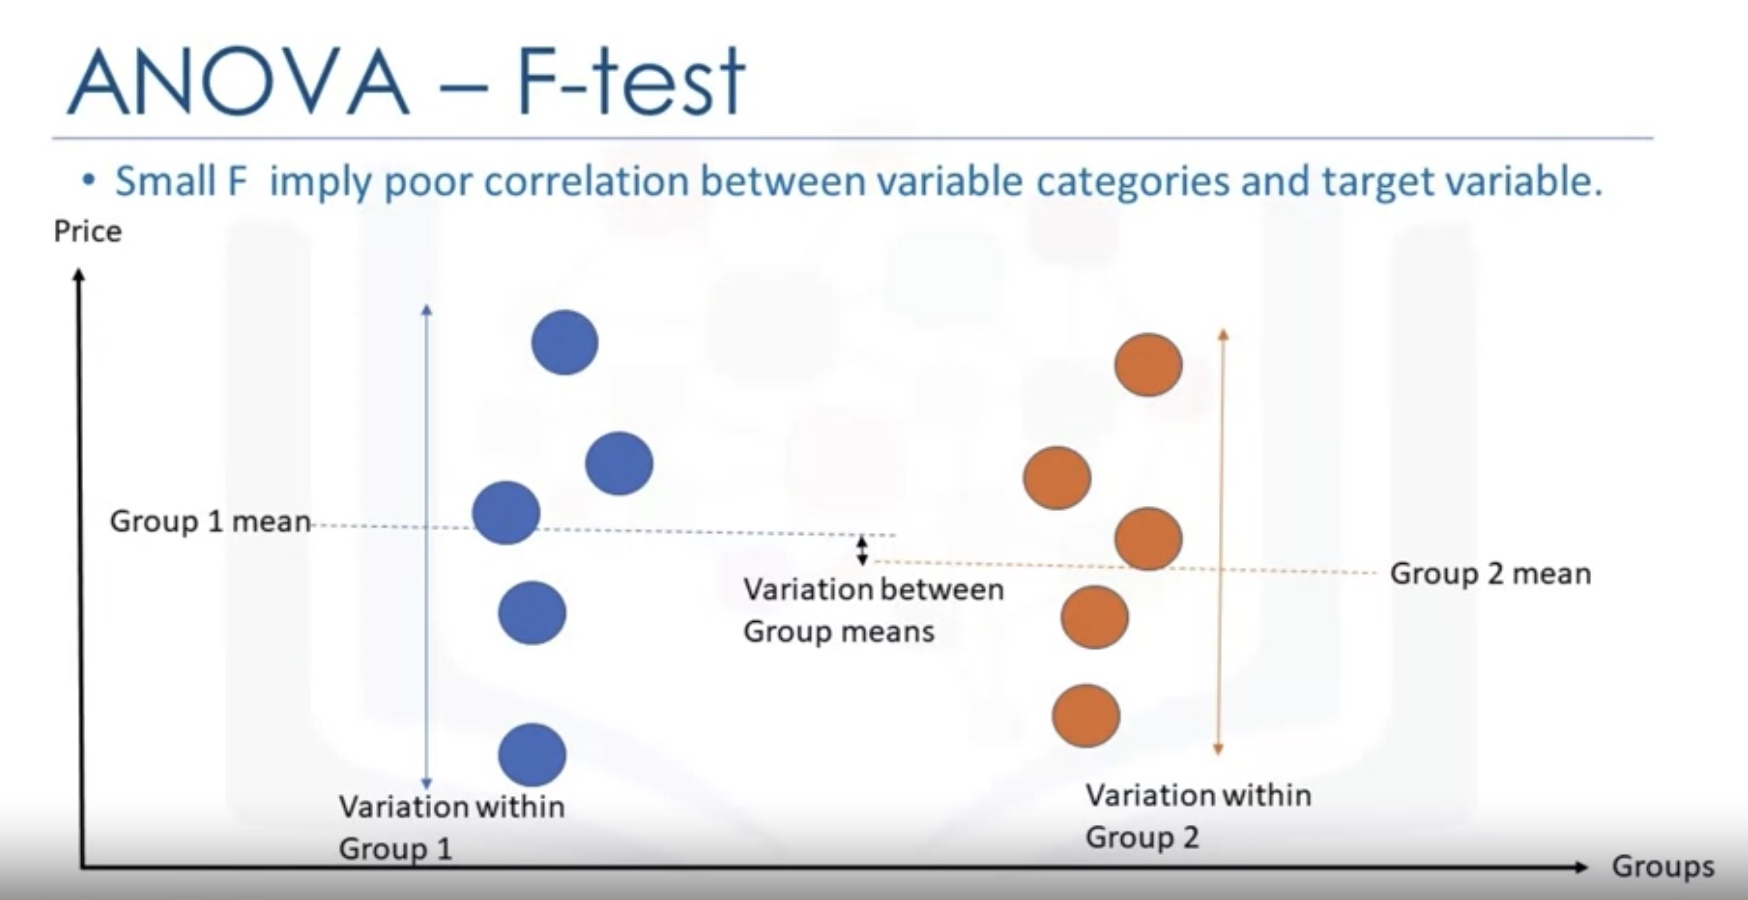 ANOVA – F-test
• Small F imply poor correlation between variable categories and target variable.
Price
Group 1 mean
Variation between
Group means
Group 2 mean
Variation within
Group 1
Variation within
Group 2
Groups